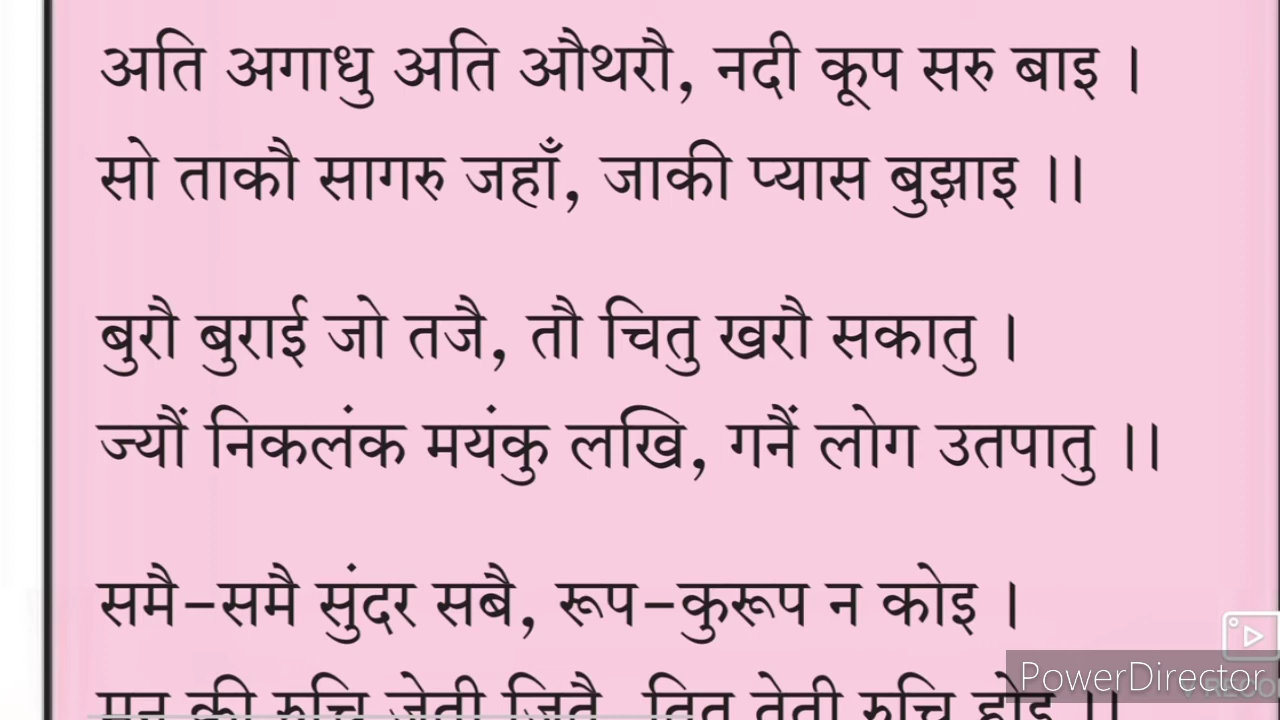 अति अगाधु अति औथरौ, नदी कूप सरु बाइ ।
सो ताकौ सागरु जहाँ, जाकी प्यास बुझाइ ।।
बुरौ बुराई जो तजै, तौ चितु खरौ सकातु ।
ज्यौं निकलंक मयंकु लखि, गनैं लोग उतपातु ।।
समै-समै सुंदर सबै, रूप-कुरूप न कोइ ।
मन की रुचि जेती जितै, तित तेती रुचि होइ ।।
PowerDirector